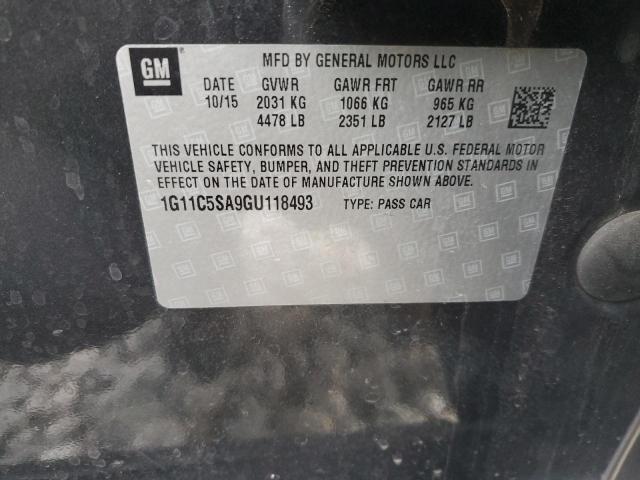 GM
MFD BY GENERAL MOTORS LLC
DATE GVWR GAWR FRT GAWR RR
10/15 2031 KG 1066 KG 965 KG
4478 LB 2351 LB 2127 LB
THIS VEHICLE CONFORMS TO ALL APPLICABLE U.S. FEDERAL MOTOR
VEHICLE SAFETY, BUMPER, AND THEFT PREVENTION STANDARDS IN
EFFECT ON THE DATE OF MANUFACTURE SHOWN ABOVE.
1G11C5SA9GU118493 TYPE: PASS CAR